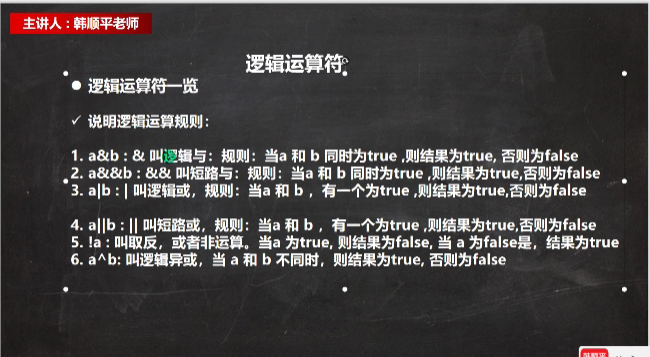 主讲人：韩顺平老师
逻辑运算符
● 逻辑运算符一览
✓ 说明逻辑运算规则：
1. a&b : & 叫逻辑与：规则：当a 和 b 同时为true ,则结果为true, 否则为false
2. a&&b : && 叫短路与：规则：当a 和 b 同时为true ,则结果为true,否则为false
3. a|b : | 叫逻辑或，规则：当a 和 b ，有一个为true ,则结果为true,否则为false
4. a||b : || 叫短路或，规则：当a 和 b ，有一个为true ,则结果为true,否则为false
5. !a : 叫取反，或者非运算。当a 为true, 则结果为false, 当 a 为false是，结果为true
6. a^b: 叫逻辑异或，当 a 和 b 不同时，则结果为true, 否则为false
韩顺平